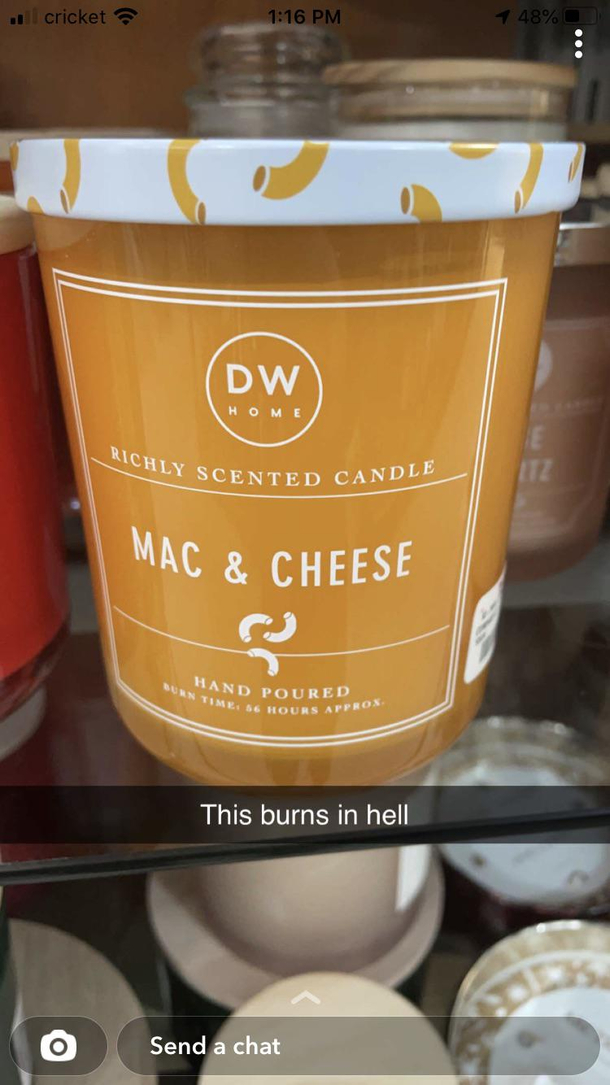 cricket
1:16 PM
48%
DW
HOME
RICHLY SCENTED CANDLE
MAC & CHEESE
HAND POURED
BURN TIME: 56 HOURS APPROX.
This burns in hell
Send a chat